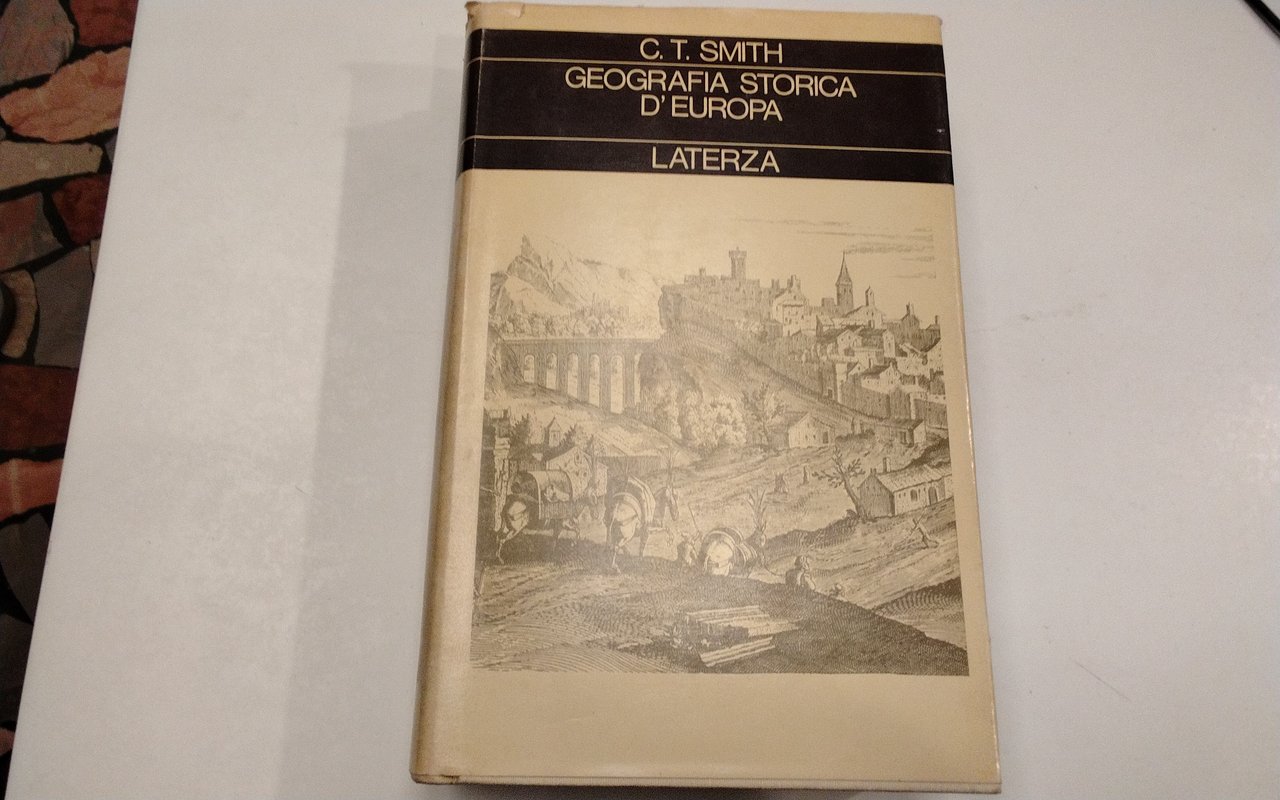 C. T. SMITH
GEOGRAFIA STORICA
D' EUROPA
LATERZA